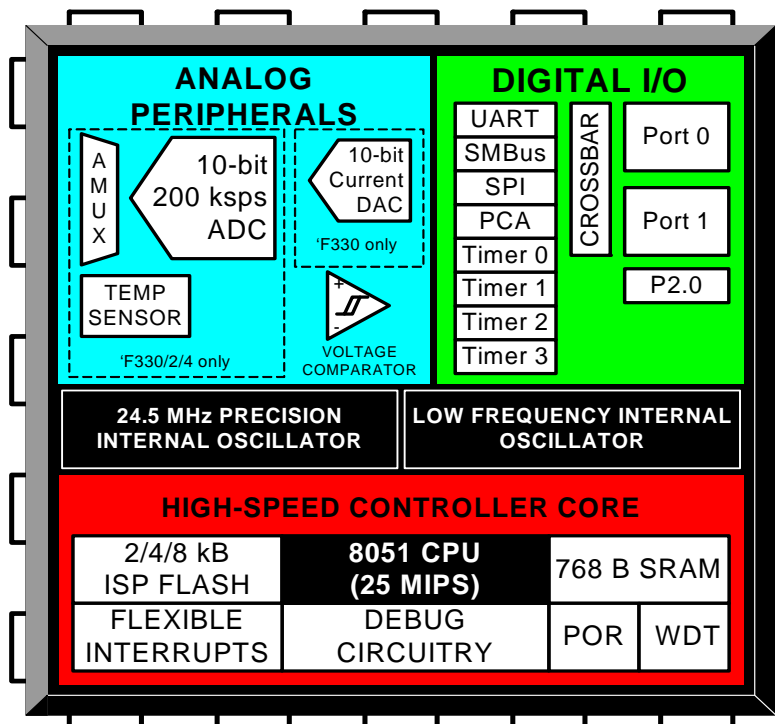 ANALOG
PERIPHERALS
A
M
U
X
10-bit
200 ksps
ADC
10-bit
Current
DAC
'F330 only
TEMP
SENSOR
+
-
VOLTAGE
COMPARATOR
'F330/2/4 only
DIGITAL I/O
UART
SMBus
SPI
PCA
Timer 0
Timer 1
Timer 2
Timer 3
CROSSBAR
Port 0
Port 1
P2.0
24.5 MHz PRECISION
INTERNAL OSCILLATOR
LOW FREQUENCY INTERNAL
OSCILLATOR
HIGH-SPEED CONTROLLER CORE
2/4/8 kB
ISP FLASH
8051 CPU
(25 MIPS)
768 B SRAM
FLEXIBLE
INTERRUPTS
DEBUG
CIRCUITRY
POR
WDT